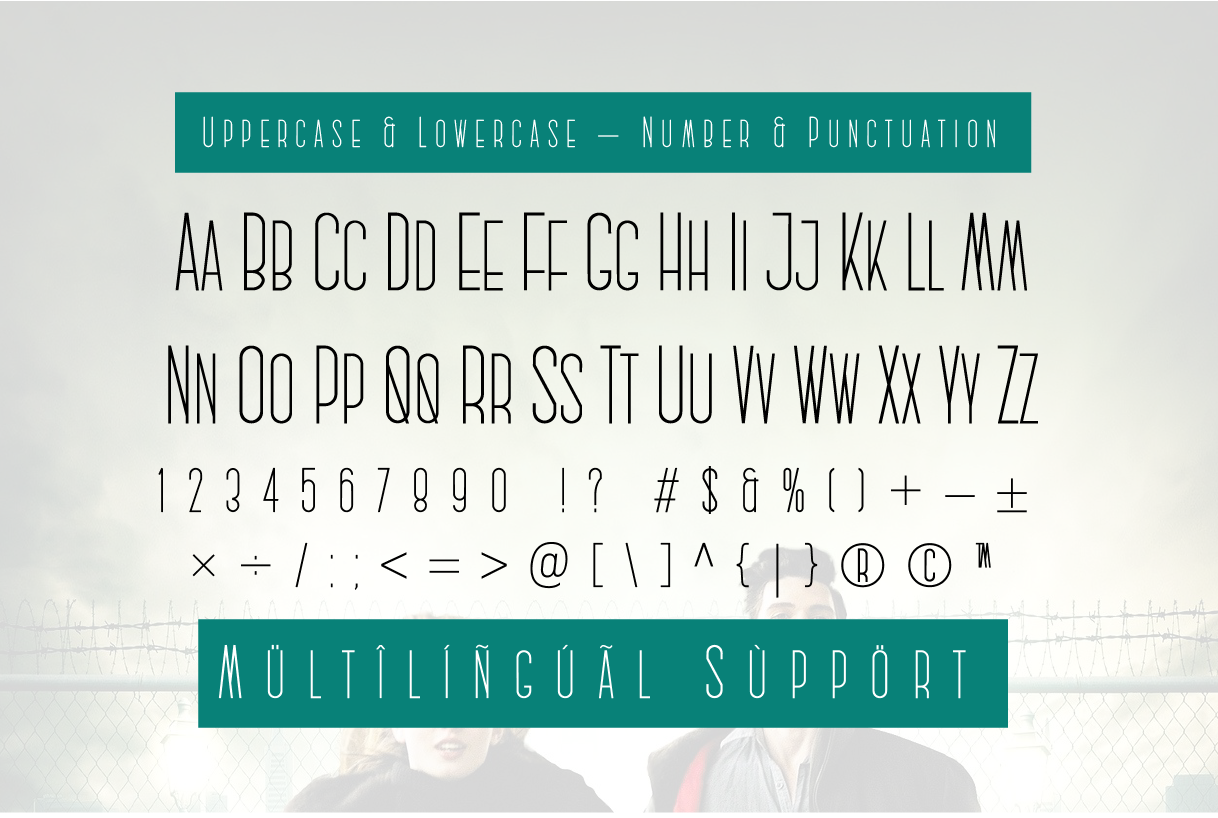 Uppercase & Lowercase – Number & Punctuation
Aa Bb Cc Dd Ee Ff Gg Hh Ii Jj Kk Ll Mm
Nn Oo Pp Qq Rr Ss Tt Uu Vv Ww Xx Yy Zz
1 2 3 4 5 6 7 8 9 0 ! ? # $ & % ( ) + – ±
× ÷ / : ; < = > @ [ \ ] ^ { | } ® © ™
Mültîlíñgúãl Sùppört